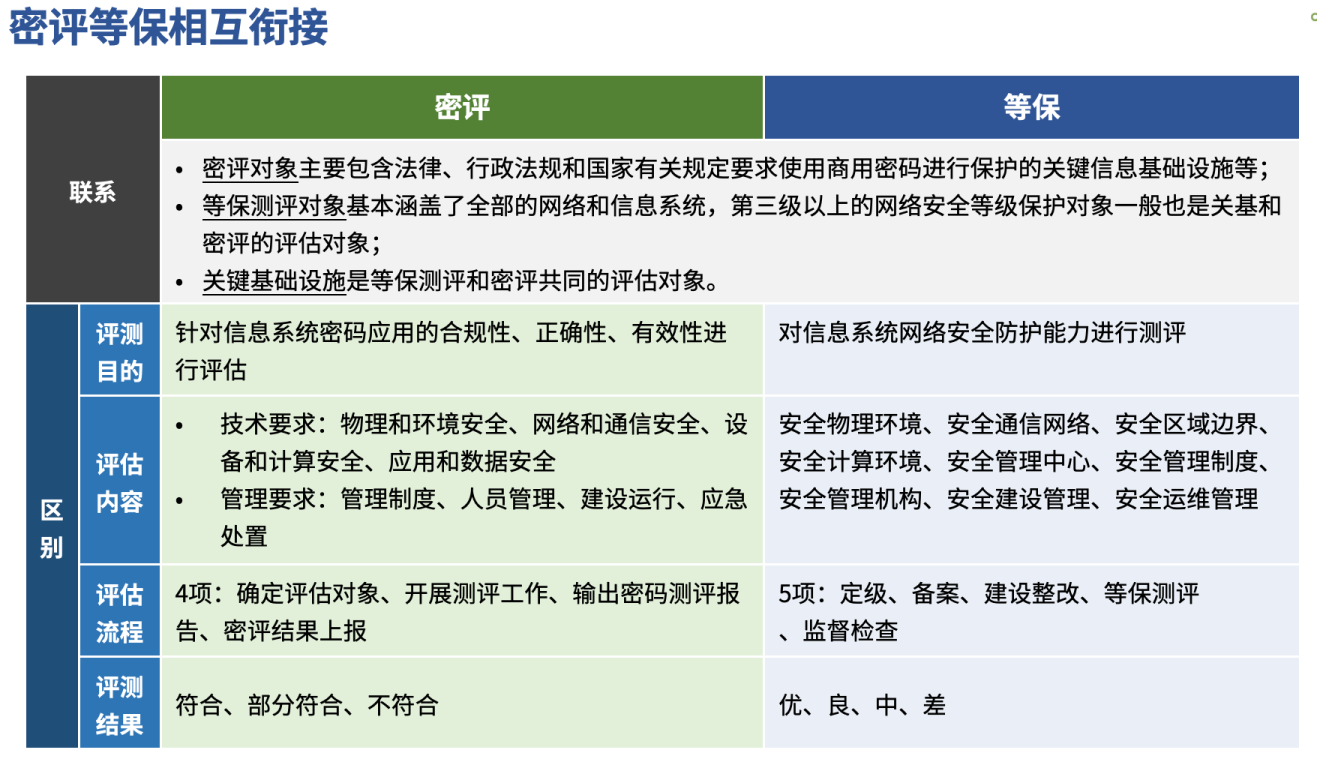 密评等保相互衔接
密评
等保
联系
• 密评对象主要包含法律、行政法规和国家有关规定要求使用商用密码进行保护的关键信息基础设施等；
• 等保测评对象基本涵盖了全部的网络和信息系统，第三级以上的网络安全等级保护对象一般也是关基和
密评的评估对象；
• 关键基础设施是等保测评和密评共同的评估对象。
区
别
评测
目的
针对信息系统密码应用的合规性、正确性、有效性进
行评估
对信息系统网络安全防护能力进行测评
评估
内容
• 技术要求：物理和环境安全、网络和通信安全、设
备和计算安全、应用和数据安全
• 管理要求：管理制度、人员管理、建设运行、应急
处置
安全物理环境、安全通信网络、安全区域边界、
安全计算环境、安全管理中心、安全管理制度、
安全管理机构、安全建设管理、安全运维管理
评估
流程
4项：确定评估对象、开展测评工作、输出密码测评报
告、密评结果上报
5项：定级、备案、建设整改、等保测评
、监督检查
评测
结果
符合、部分符合、不符合
优、良、中、差